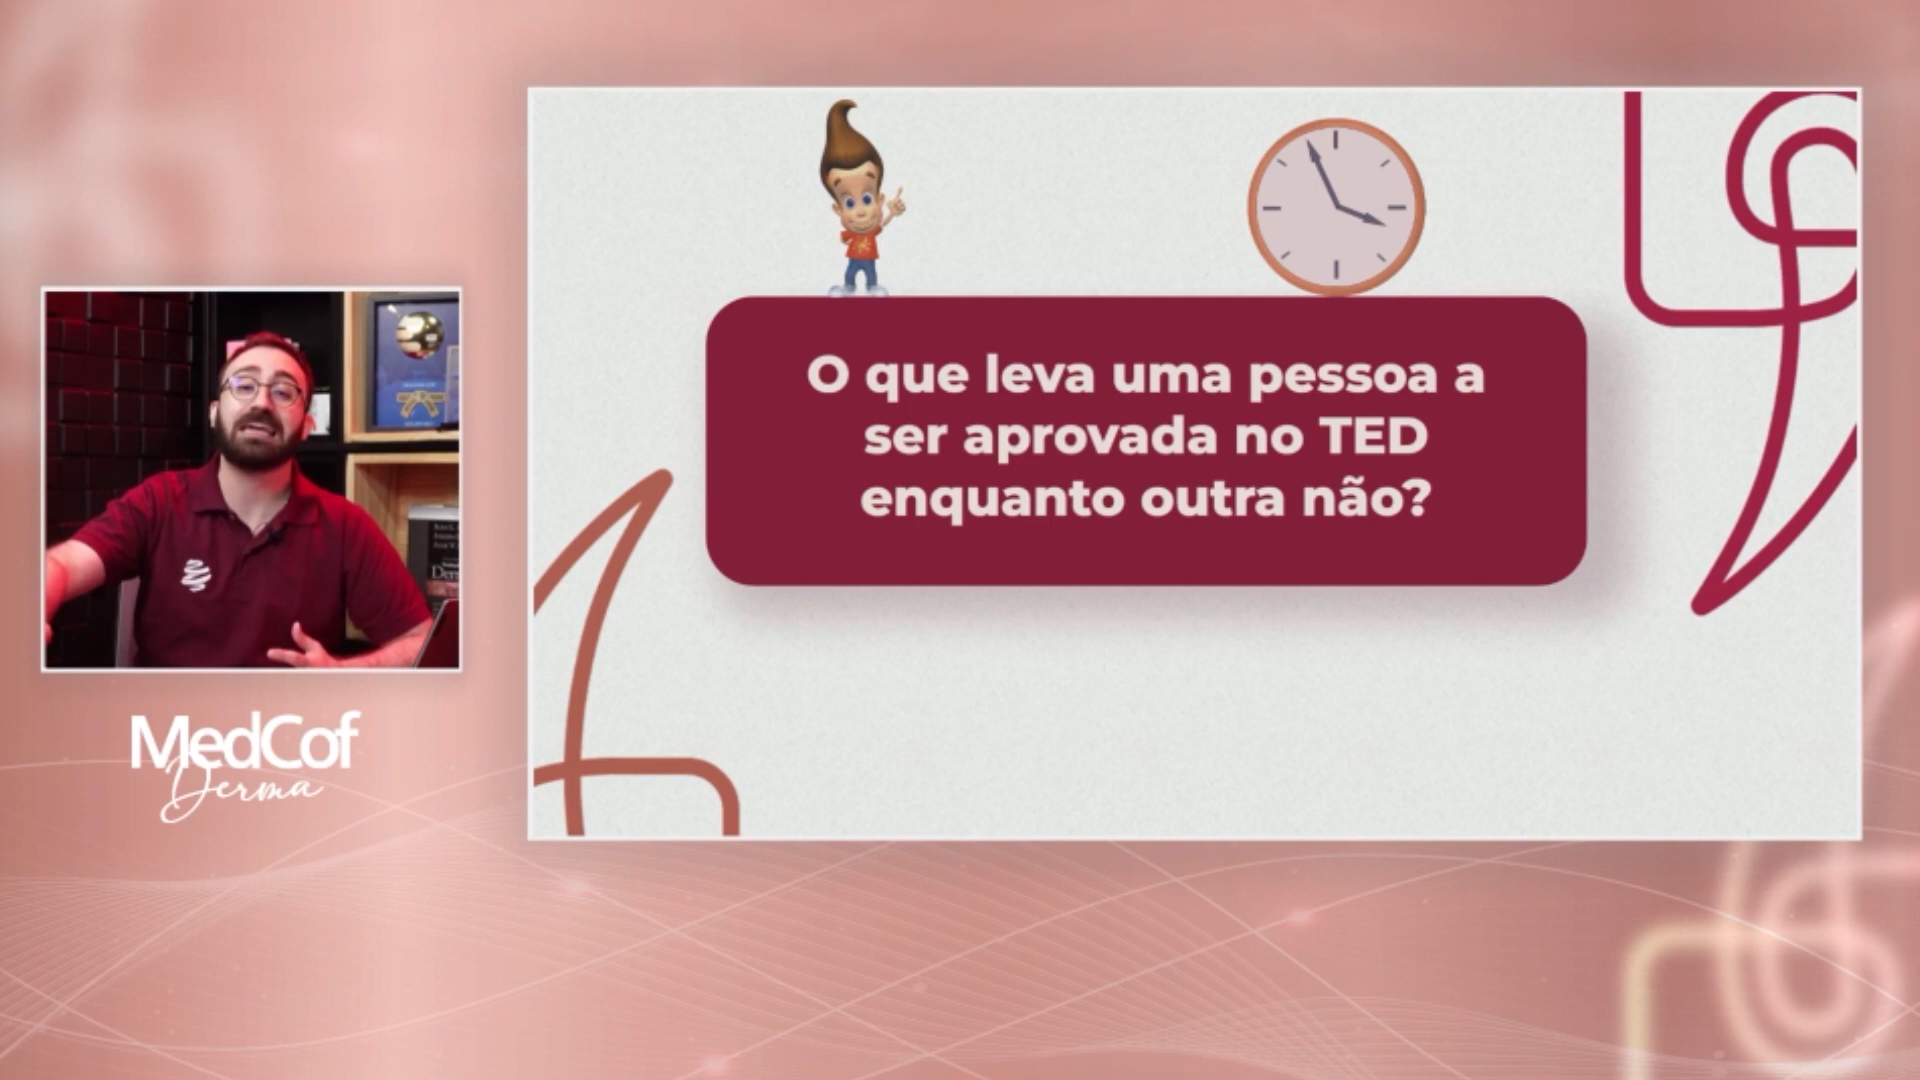 O que leva uma pessoa a
ser aprovada no TED
enquanto outra não?
MedCof
Derma